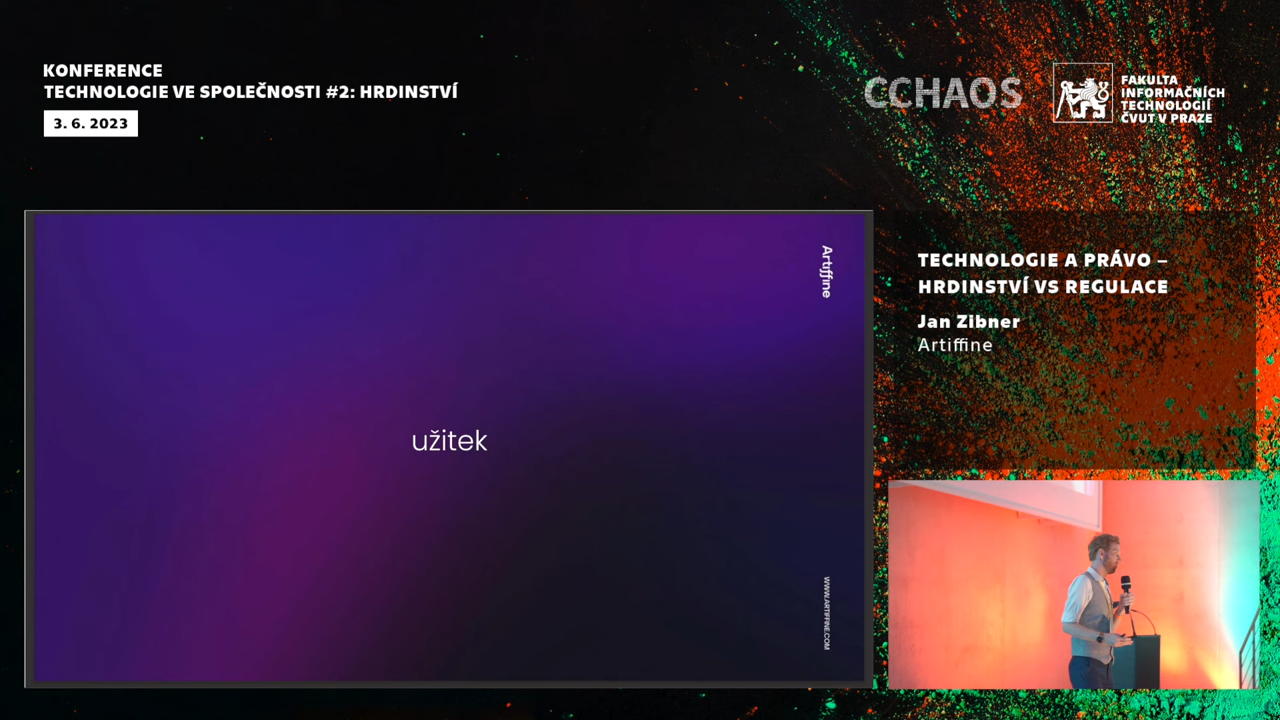 KONFERENCE
TECHNOLOGIE VE SPOLEČNOSTI #2: HRDINSTVÍ
3. 6. 2023
CCHAOS
FAKULTA
INFORMAČNÍCH
TECHNOLOGIÍ
ČVUT V PRAZE
Artiffine
užitek
WWW.ARTIFFINE.COM
TECHNOLOGIE A PRÁVO –
HRDINSTVÍ VS REGULACE
Jan Zibner
Artiffine